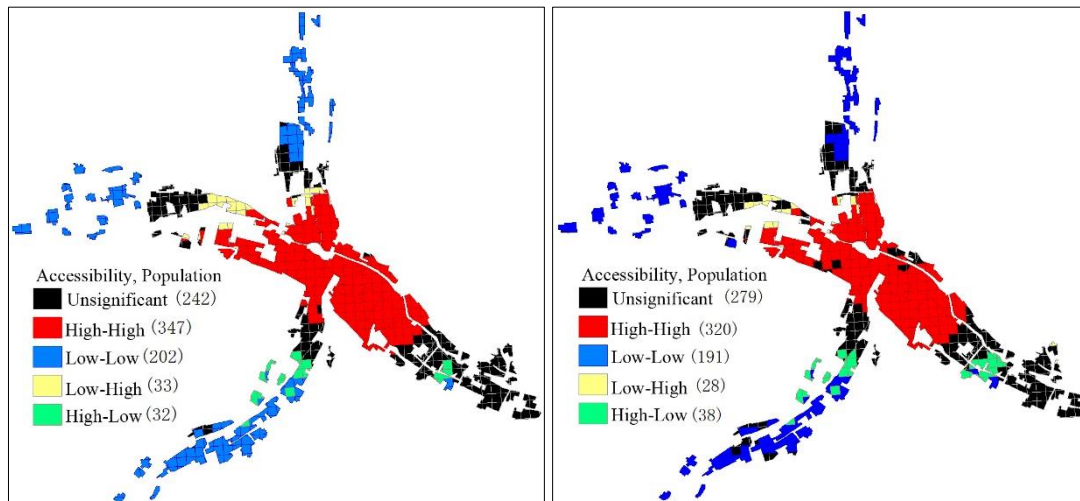 Accessibility, Population
Unsignificant (242)
High-High (347)
Low-Low (202)
Low-High (33)
High-Low (32)
Accessibility, Population
Unsignificant (279)
High-High (320)
Low-Low (191)
Low-High (28)
High-Low (38)